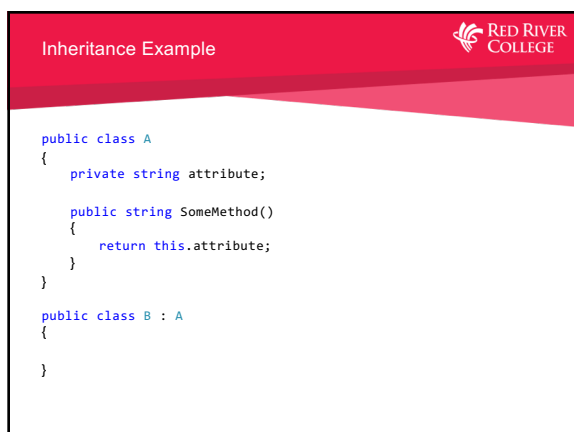 Inheritance Example
RED RIVER
COLLEGE
public class A
{
    private string attribute;

    public string SomeMethod()
    {
        return this.attribute;
    }
}

public class B : A
{

}